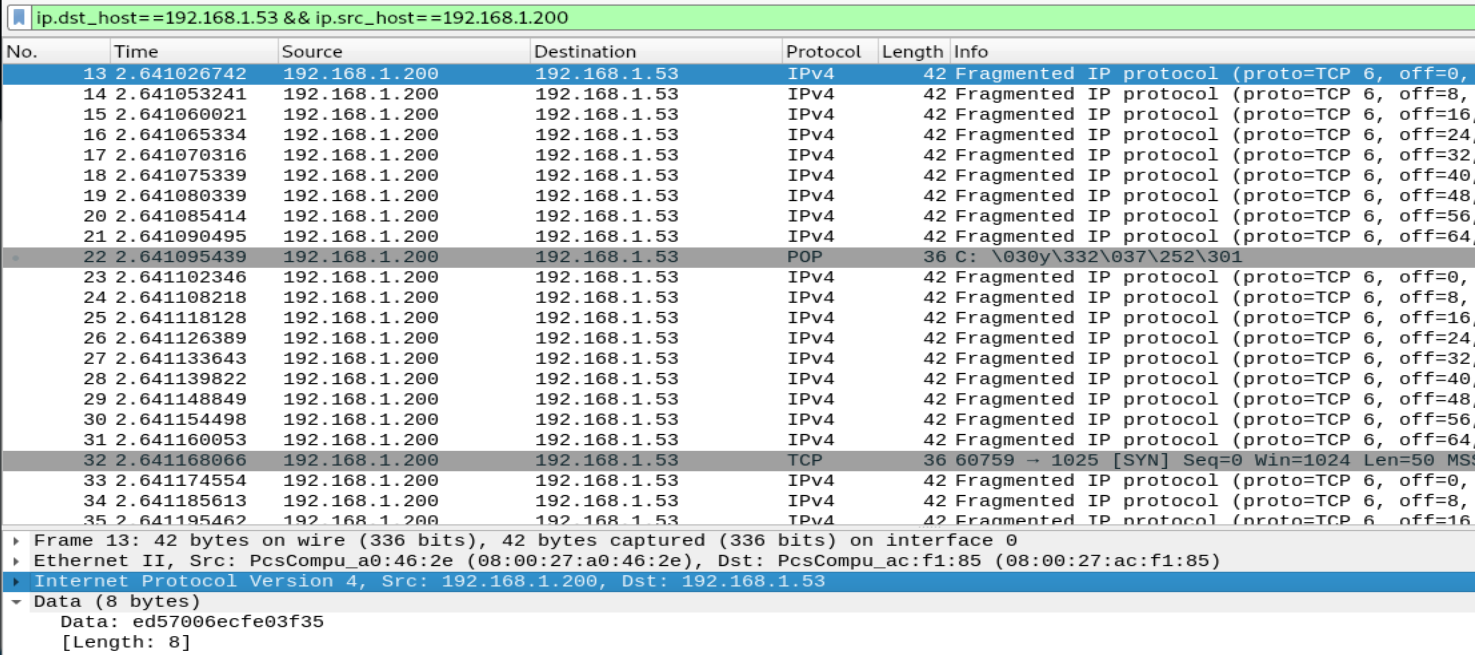 ip.dst_host==192.168.1.53 && ip.src_host==192.168.1.200
No. Time Source Destination Protocol Length Info
13 2.641026742 192.168.1.200 192.168.1.53 IPv4 42 Fragmented IP protocol (proto=TCP 6, off=0,
14 2.641053241 192.168.1.200 192.168.1.53 IPv4 42 Fragmented IP protocol (proto=TCP 6, off=8,
15 2.641060021 192.168.1.200 192.168.1.53 IPv4 42 Fragmented IP protocol (proto=TCP 6, off=16,
16 2.641065334 192.168.1.200 192.168.1.53 IPv4 42 Fragmented IP protocol (proto=TCP 6, off=24,
17 2.641070316 192.168.1.200 192.168.1.53 IPv4 42 Fragmented IP protocol (proto=TCP 6, off=32,
18 2.641075339 192.168.1.200 192.168.1.53 IPv4 42 Fragmented IP protocol (proto=TCP 6, off=40,
19 2.641080339 192.168.1.200 192.168.1.53 IPv4 42 Fragmented IP protocol (proto=TCP 6, off=48,
20 2.641085414 192.168.1.200 192.168.1.53 IPv4 42 Fragmented IP protocol (proto=TCP 6, off=56,
21 2.641090495 192.168.1.200 192.168.1.53 IPv4 42 Fragmented IP protocol (proto=TCP 6, off=64,
22 2.641095439 192.168.1.200 192.168.1.53 POP 36 C: \030y\332\037\252\301
23 2.641102346 192.168.1.200 192.168.1.53 IPv4 42 Fragmented IP protocol (proto=TCP 6, off=0,
24 2.641108218 192.168.1.200 192.168.1.53 IPv4 42 Fragmented IP protocol (proto=TCP 6, off=8,
25 2.641118128 192.168.1.200 192.168.1.53 IPv4 42 Fragmented IP protocol (proto=TCP 6, off=16,
26 2.641126389 192.168.1.200 192.168.1.53 IPv4 42 Fragmented IP protocol (proto=TCP 6, off=24,
27 2.641133643 192.168.1.200 192.168.1.53 IPv4 42 Fragmented IP protocol (proto=TCP 6, off=32,
28 2.641139822 192.168.1.200 192.168.1.53 IPv4 42 Fragmented IP protocol (proto=TCP 6, off=40,
29 2.641148849 192.168.1.200 192.168.1.53 IPv4 42 Fragmented IP protocol (proto=TCP 6, off=48,
30 2.641154498 192.168.1.200 192.168.1.53 IPv4 42 Fragmented IP protocol (proto=TCP 6, off=56,
31 2.641160053 192.168.1.200 192.168.1.53 IPv4 42 Fragmented IP protocol (proto=TCP 6, off=64,
32 2.641168066 192.168.1.200 192.168.1.53 TCP 36 60759 → 1025 [SYN] Seq=0 Win=1024 Len=50 MSS
33 2.641174554 192.168.1.200 192.168.1.53 IPv4 42 Fragmented IP protocol (proto=TCP 6, off=0,
34 2.641185613 192.168.1.200 192.168.1.53 IPv4 42 Fragmented IP protocol (proto=TCP 6, off=8,
35 2.641195462 192.168.1.200 192.168.1.53 IPv4 42 Fragmented IP protocol (proto=TCP 6, off=16
Frame 13: 42 bytes on wire (336 bits), 42 bytes captured (336 bits) on interface 0
Ethernet II, Src: PcsCompu_a0:46:2e (08:00:27:a0:46:2e), Dst: PcsCompu_ac:f1:85 (08:00:27:ac:f1:85)
Internet Protocol Version 4, Src: 192.168.1.200, Dst: 192.168.1.53
Data (8 bytes)
Data: ed57006ecfe03f35
[Length: 8]